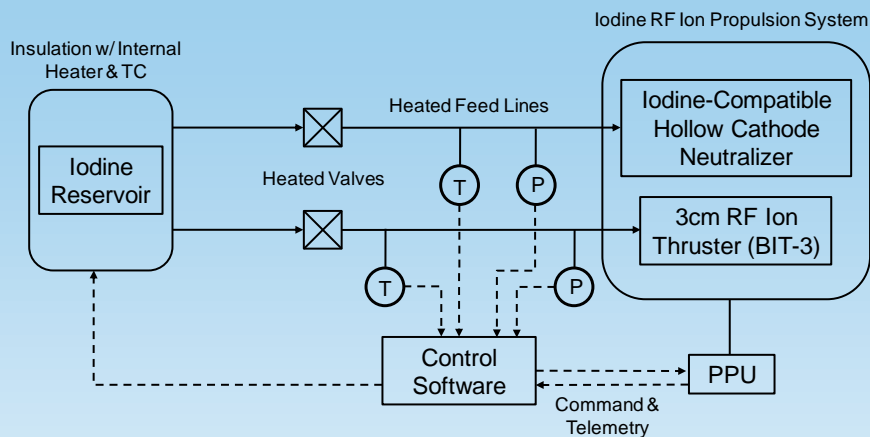 Iodine RF Ion Propulsion System
Insulation w/ Internal
Heater & TC
Heated Feed Lines
Iodine-Compatible
Hollow Cathode
Neutralizer
Iodine
Reservoir
T
P
Heated Valves
3cm RF Ion
Thruster (BIT-3)
T
P
Control
Software
PPU
Command &
Telemetry